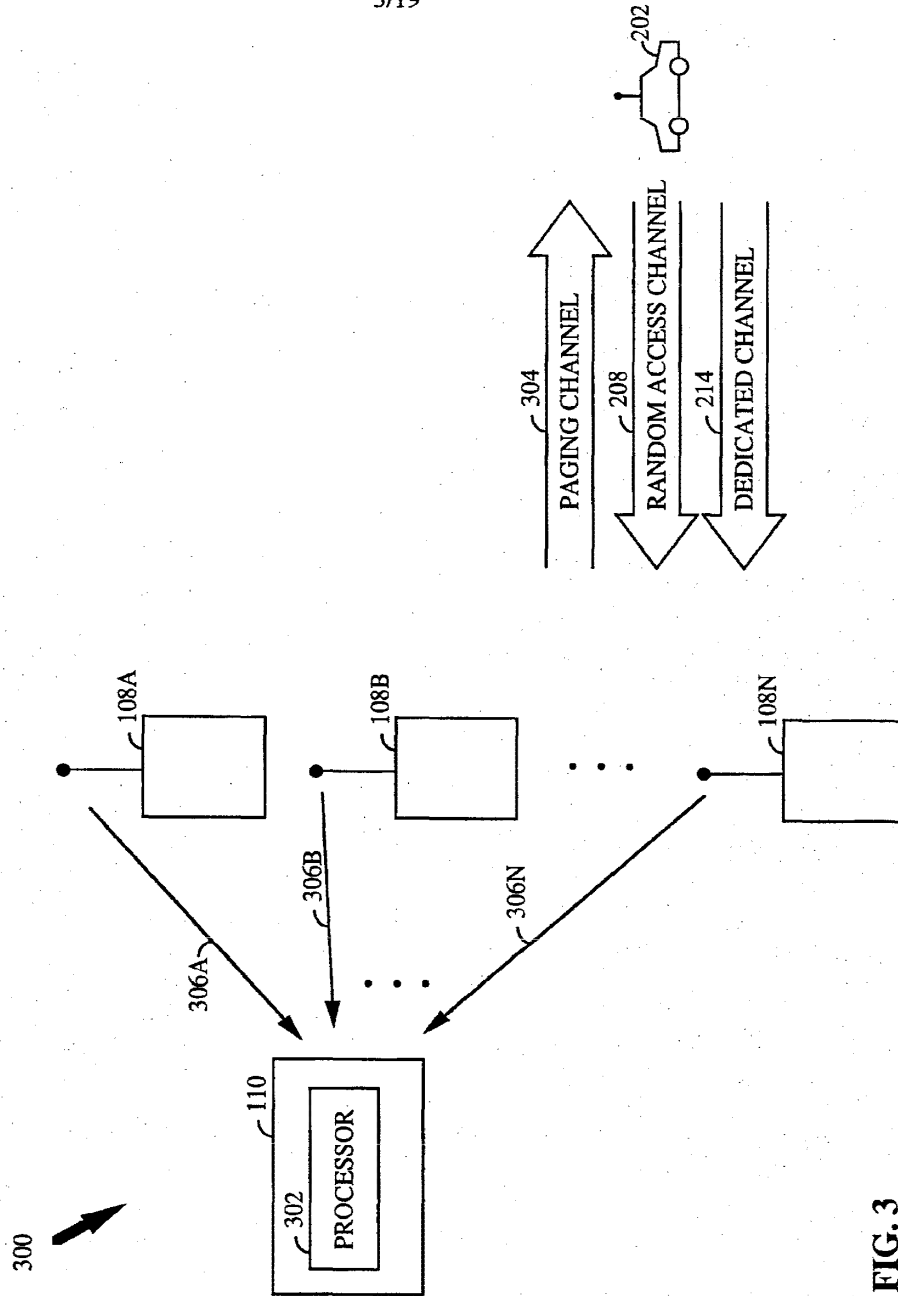 3/19
300
110
302
PROCESSOR
306A
306B
306N
108A
108B
108N
304
PAGING CHANNEL
208
RANDOM ACCESS CHANNEL
214
DEDICATED CHANNEL
202
FIG. 3